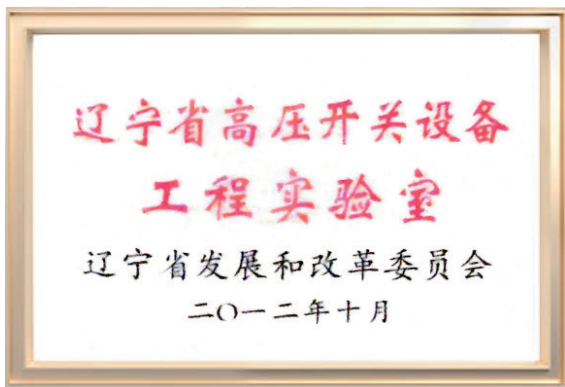 辽宁省高压开关设备
工程实验室
辽宁省发展和改革委员会
二〇一二年十月